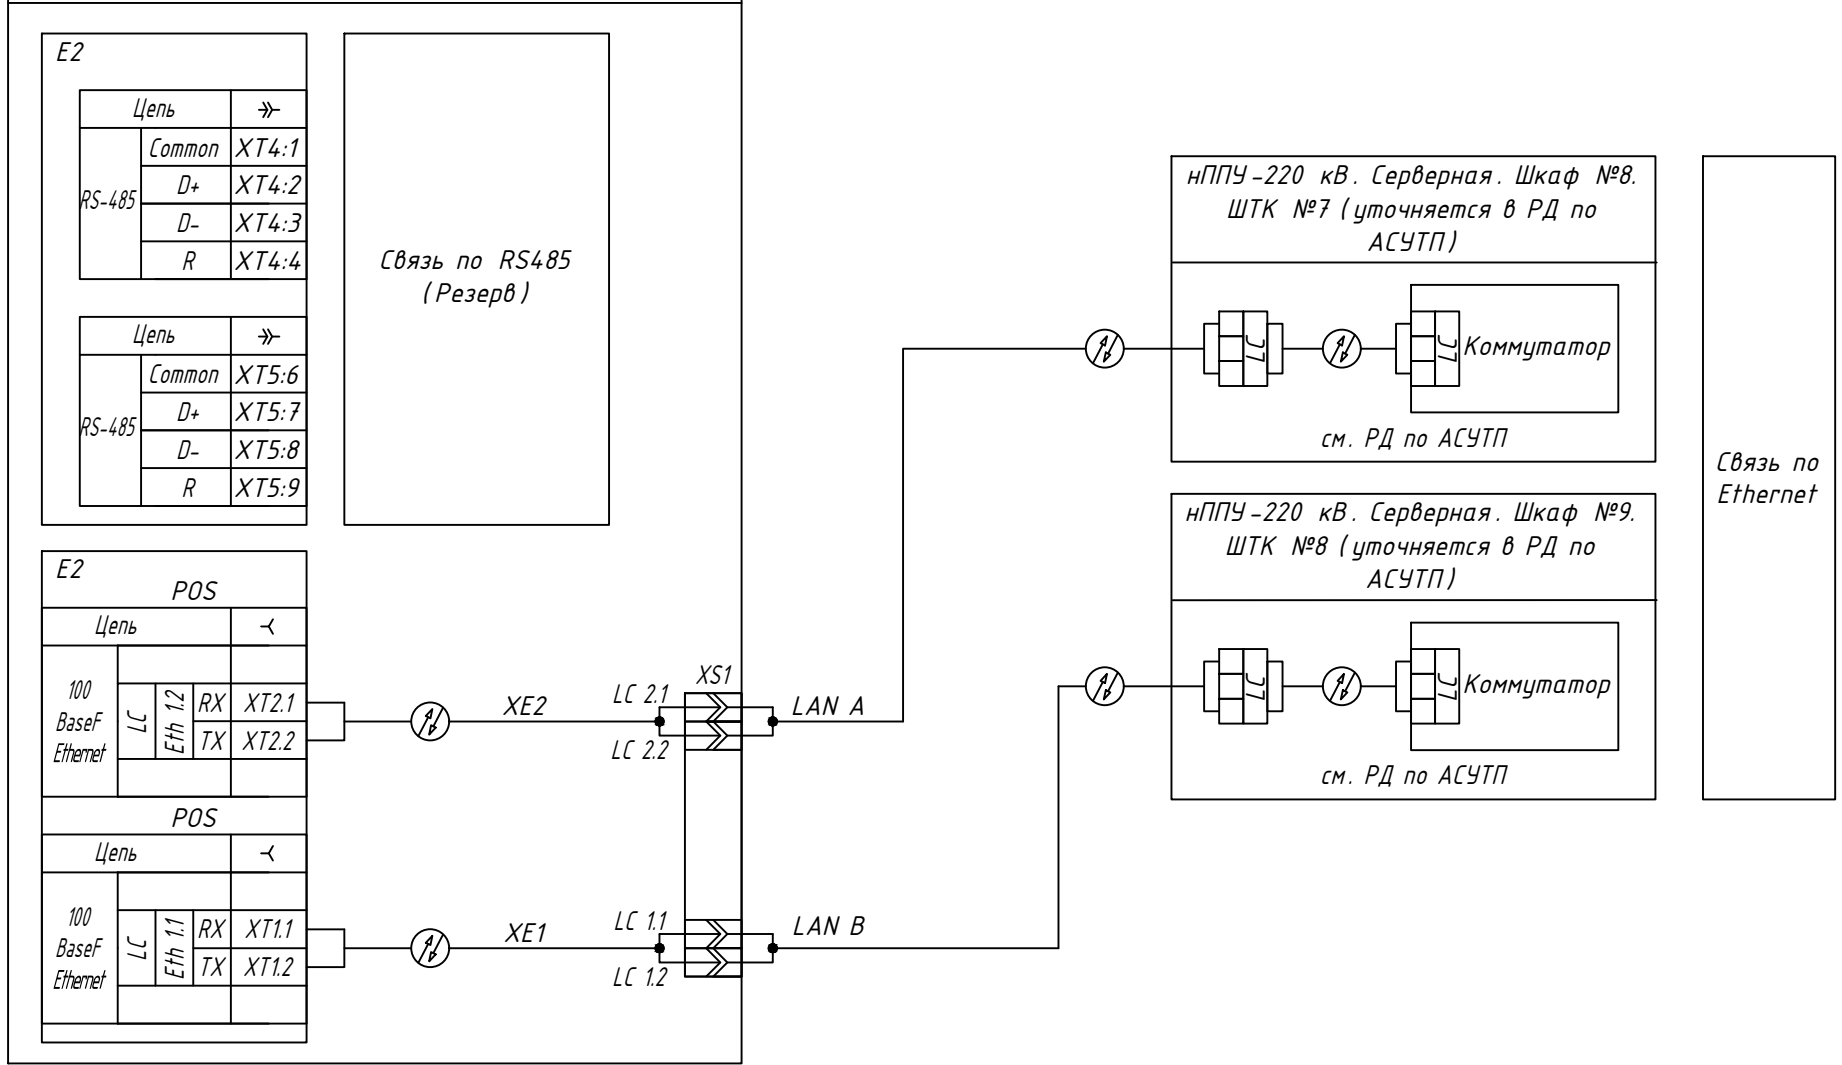 E2
Цепь
RS-485
Common XT4:1
D+ XT4:2
D- XT4:3
R XT4:4
Цепь
RS-485
Common XT5:6
D+ XT5:7
D- XT5:8
R XT5:9
Связь по RS485
(Резерв)
E2
POS
Цепь
100
BaseF
Ethernet
LC
Eth 1.2
RX XT2.1
TX XT2.2
POS
Цепь
100
BaseF
Ethernet
LC
Eth 1.1
RX XT1.1
TX XT1.2
XE2
LC 2.1
LC 2.2
XS1
LAN A
XE1
LC 1.1
LC 1.2
LAN B
нППУ-220 кВ. Серверная. Шкаф №8.
ШТК №7 (уточняется в РД по
АСУТП)
LC
LC
Коммутатор
см. РД по АСУТП
нППУ-220 кВ. Серверная. Шкаф №9.
ШТК №8 (уточняется в РД по
АСУТП)
LC
LC
Коммутатор
см. РД по АСУТП
Связь по
Ethernet